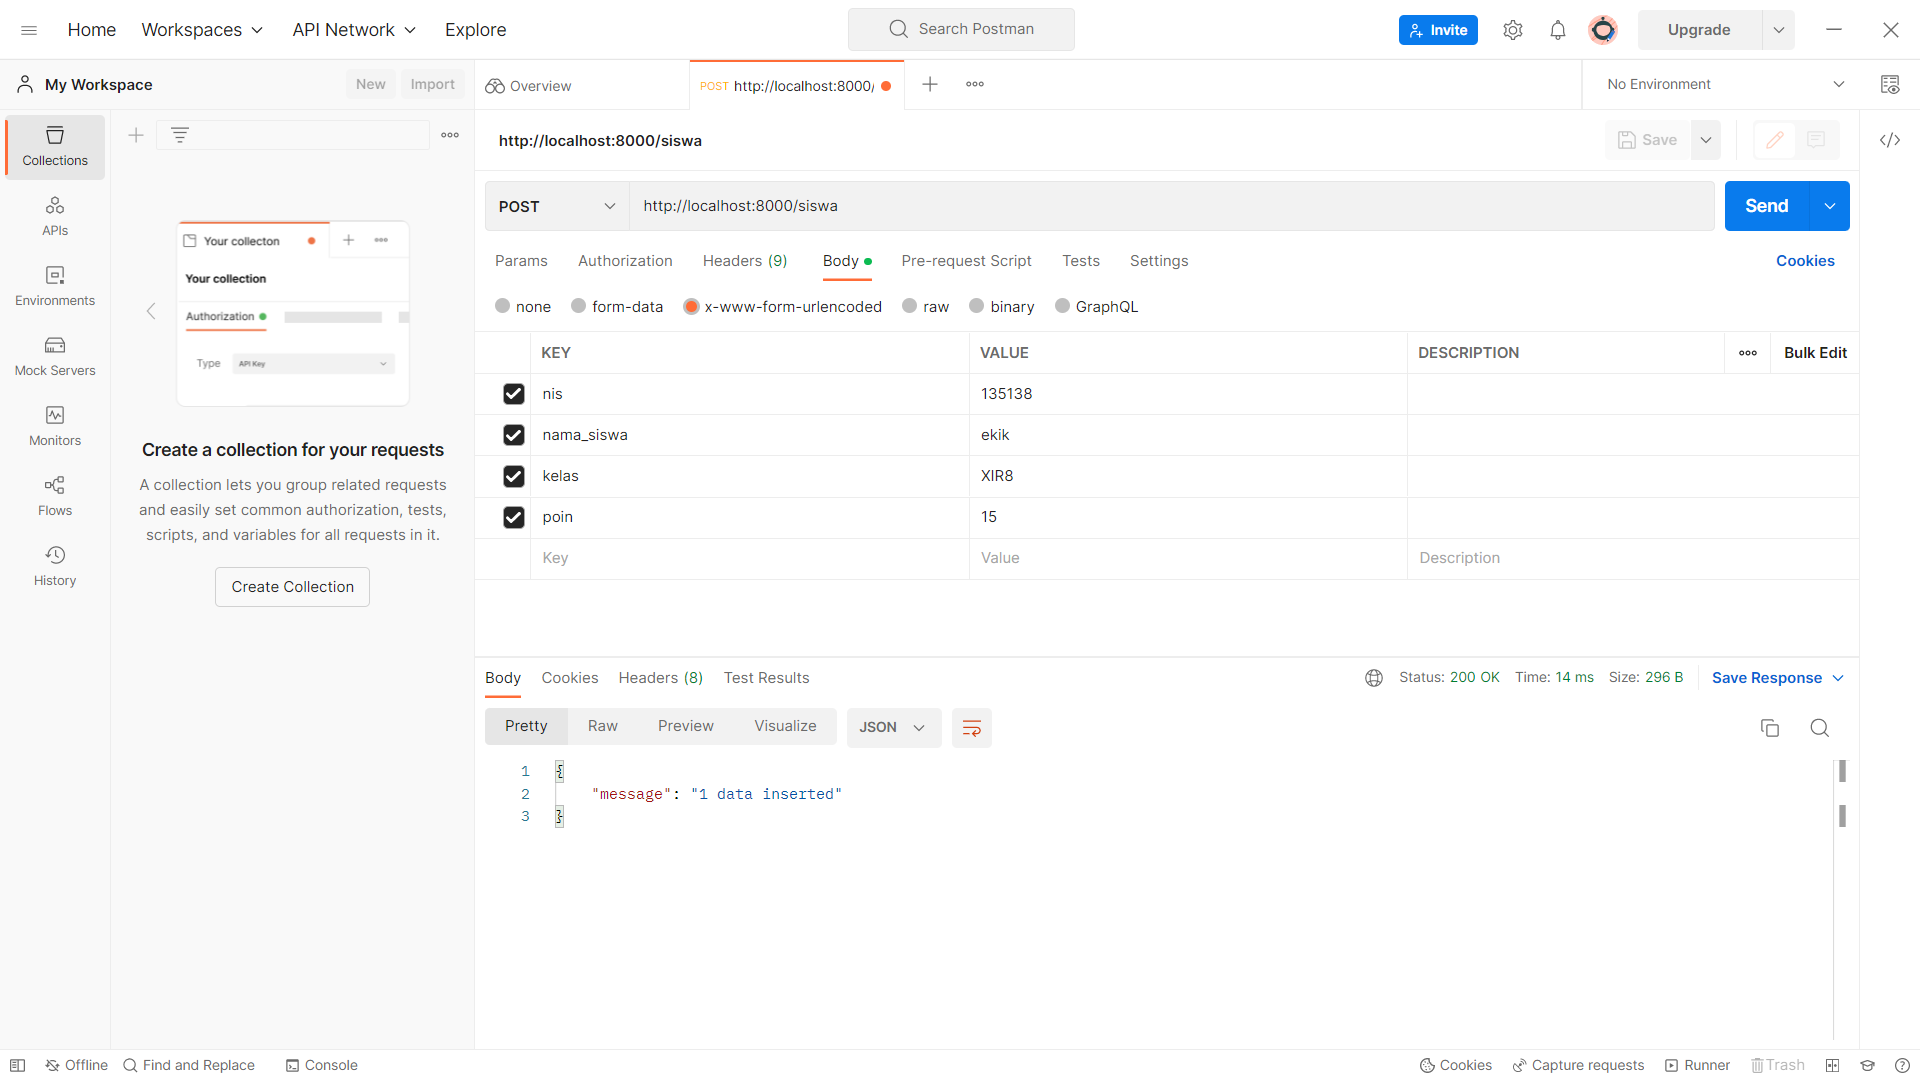 Home Workspaces API Network Explore Search Postman Invite Upgrade
My Workspace New Import Overview POST http://localhost:8000/ No Environment
Collections
APIs
Environments
Mock Servers
Monitors
Flows
History
Your collecton
Your collection
Authorization
Type API Key
Create a collection for your requests
A collection lets you group related requests
and easily set common authorization, tests,
scripts, and variables for all requests in it.
Create Collection
http://localhost:8000/siswa Save
POST http://localhost:8000/siswa Send
Params Authorization Headers (9) Body Pre-request Script Tests Settings Cookies
none form-data x-www-form-urlencoded raw binary GraphQL
KEY VALUE DESCRIPTION Bulk Edit
nis 135138
nama_siswa ekik
kelas XIR8
poin 15
Key Value Description
Body Cookies Headers (8) Test Results Status: 200 OK Time: 14 ms Size: 296 B Save Response
Pretty Raw Preview Visualize JSON
1 {
2 "message": "1 data inserted"
3 }
Offline Find and Replace Console Cookies Capture requests Runner Trash